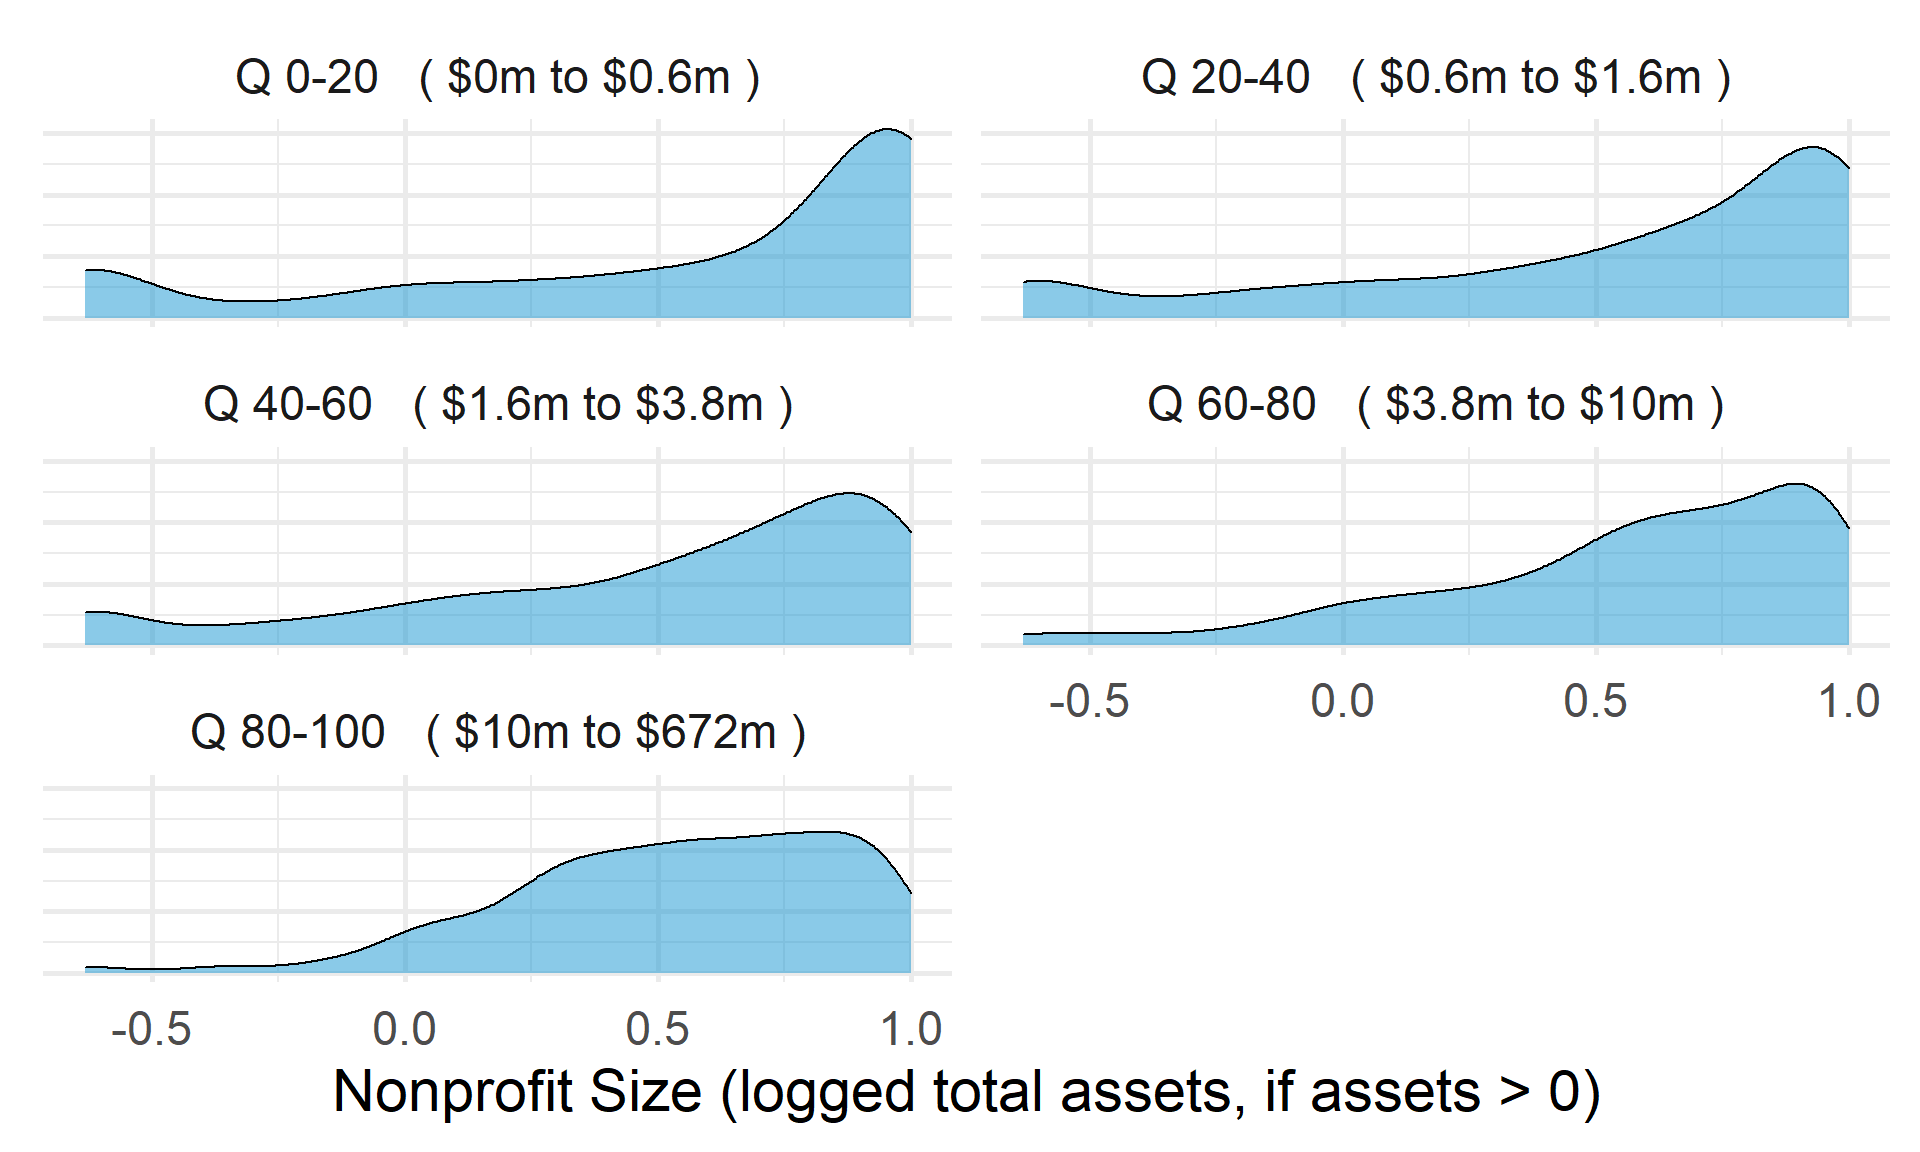 Q 0-20 ( $0m to $0.6m )
Q 20-40 ( $0.6m to $1.6m )
Q 40-60 ( $1.6m to $3.8m )
Q 60-80 ( $3.8m to $10m )
-0.5 0.0 0.5 1.0
Q 80-100 ( $10m to $672m )
-0.5 0.0 0.5 1.0
Nonprofit Size (logged total assets, if assets > 0)